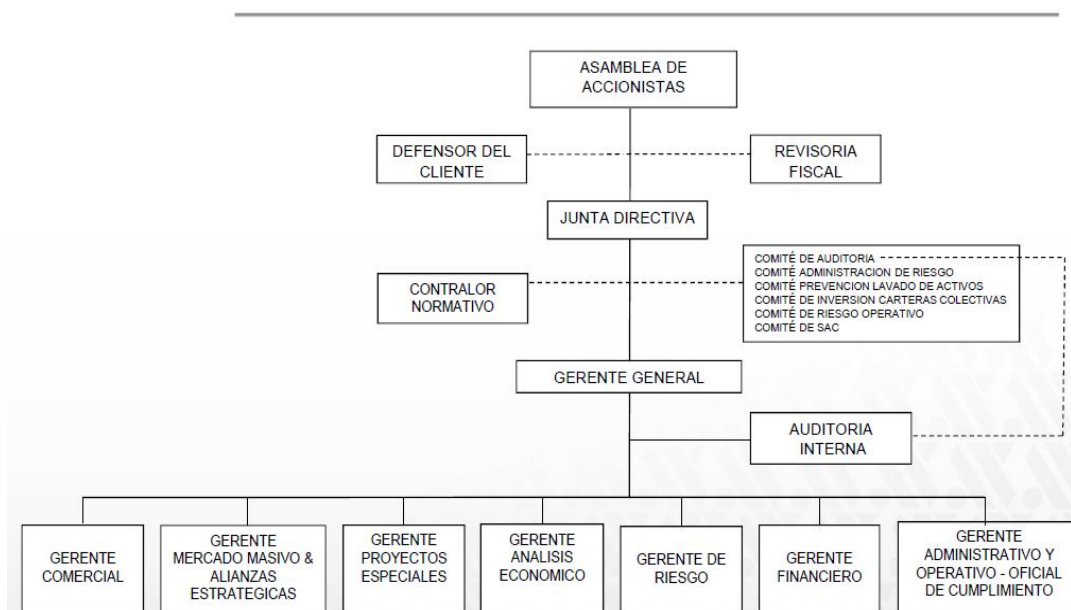 ASAMBLEA DE
ACCIONISTAS
DEFENSOR DEL
CLIENTE
REVISORIA
FISCAL
JUNTA DIRECTIVA
CONTRALOR
NORMATIVO
COMITÉ DE AUDITORIA
COMITÉ ADMINISTRACION DE RIESGO
COMITÉ PREVENCION LAVADO DE ACTIVOS
COMITÉ DE INVERSION CARTERAS COLECTIVAS
COMITÉ DE RIESGO OPERATIVO
COMITÉ DE SAC
GERENTE GENERAL
AUDITORIA
INTERNA
GERENTE
COMERCIAL
GERENTE
MERCADO MASIVO &
ALIANZAS
ESTRATEGICAS
GERENTE
PROYECTOS
ESPECIALES
GERENTE
ANALISIS
ECONOMICO
GERENTE DE
RIESGO
GERENTE
FINANCIERO
GERENTE
ADMINISTRATIVO Y
OPERATIVO - OFICIAL
DE CUMPLIMIENTO